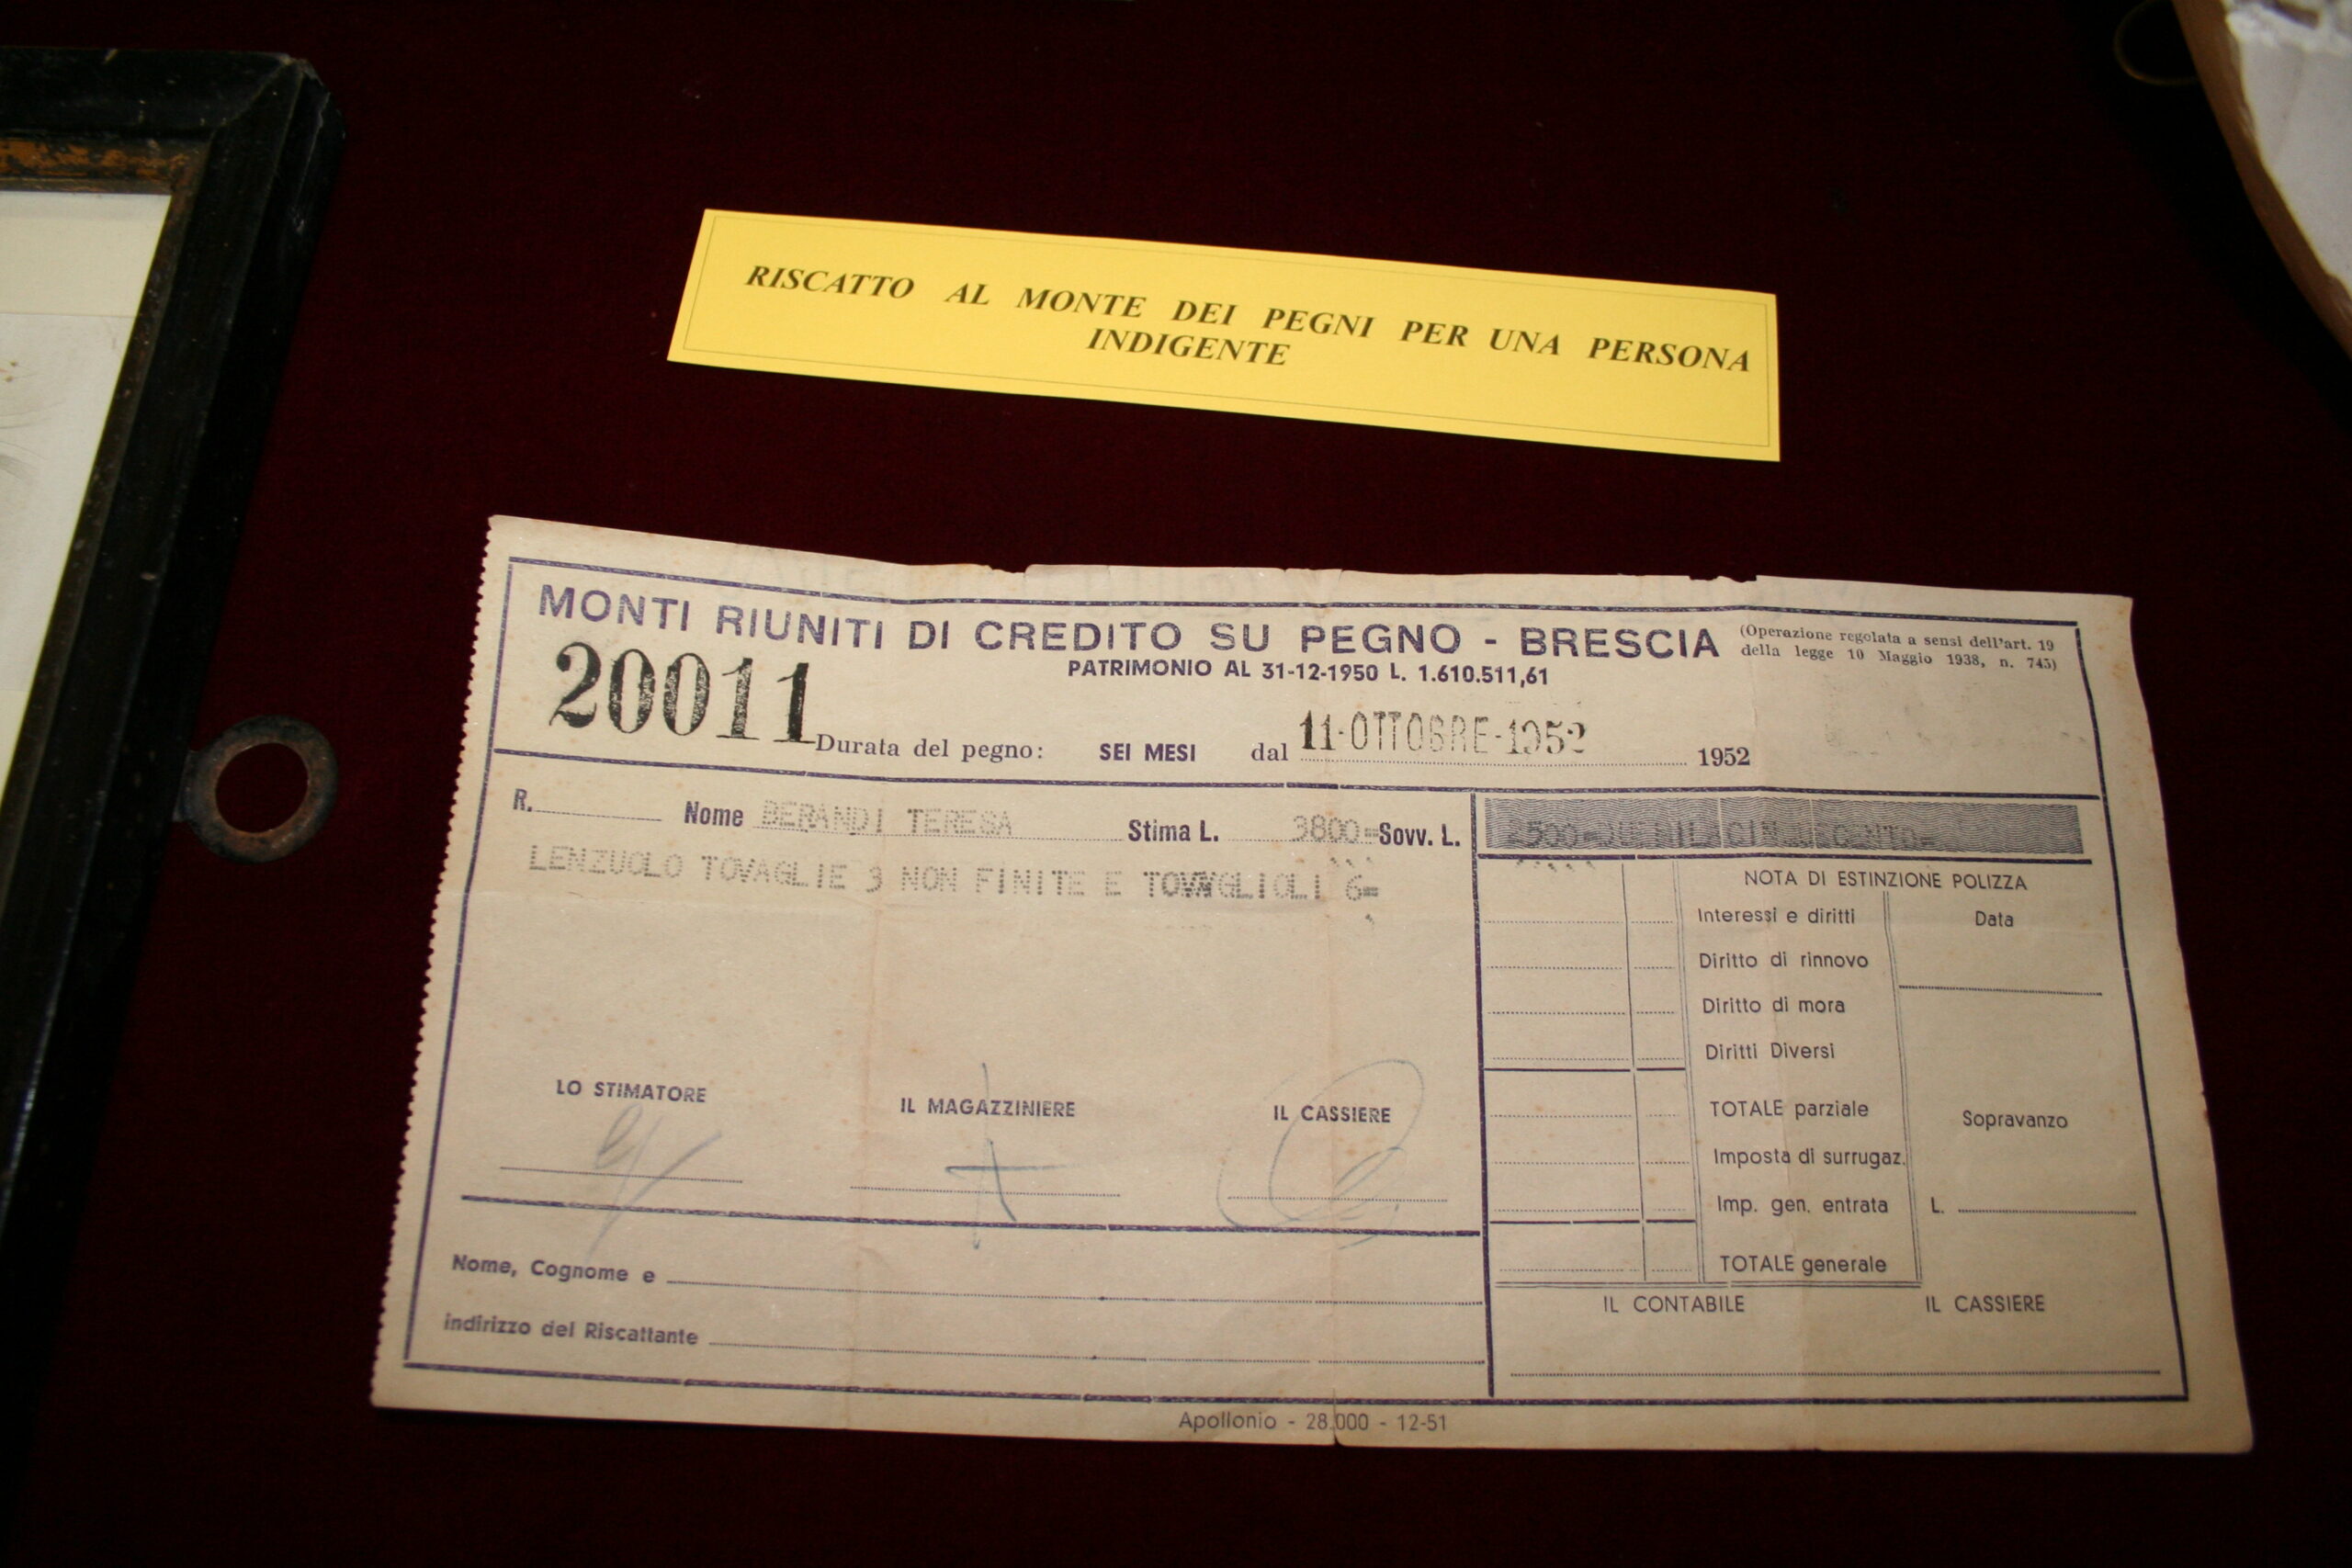 RISCATTO AL MONTE DEI PEGNI PER UNA PERSONA
INDIGENTE
MONTI RIUNITI DI CREDITO SU PEGNO - BRESCIA
(Operazione regolata a sensi dell'art. 19
della legge 10 Maggio 1938, n. 745)
PATRIMONIO AL 31-12-1950 L. 1.610.511,61
20011
Durata del pegno: SEI MESI dal 11·OTTOBRE·1952 1952
R. Nome BERANDI TERESA Stima L. 3800= Sovv. L. 2500=DUEMILACINQUECENTO=
LENZUOLO TOVAGLIE 3 NON FINITE E TOVAGLIOLI 6=
NOTA DI ESTINZIONE POLIZZA
Interessi e diritti
Data
Diritto di rinnovo
Diritto di mora
Diritti Diversi
TOTALE parziale
Sopravanzo
Imposta di surrugaz.
Imp. gen. entrata
L.
TOTALE generale
IL CONTABILE
IL CASSIERE
LO STIMATORE
IL MAGAZZINIERE
IL CASSIERE
Nome, Cognome e
indirizzo del Riscattante
Apollonio - 28.000 - 12-51